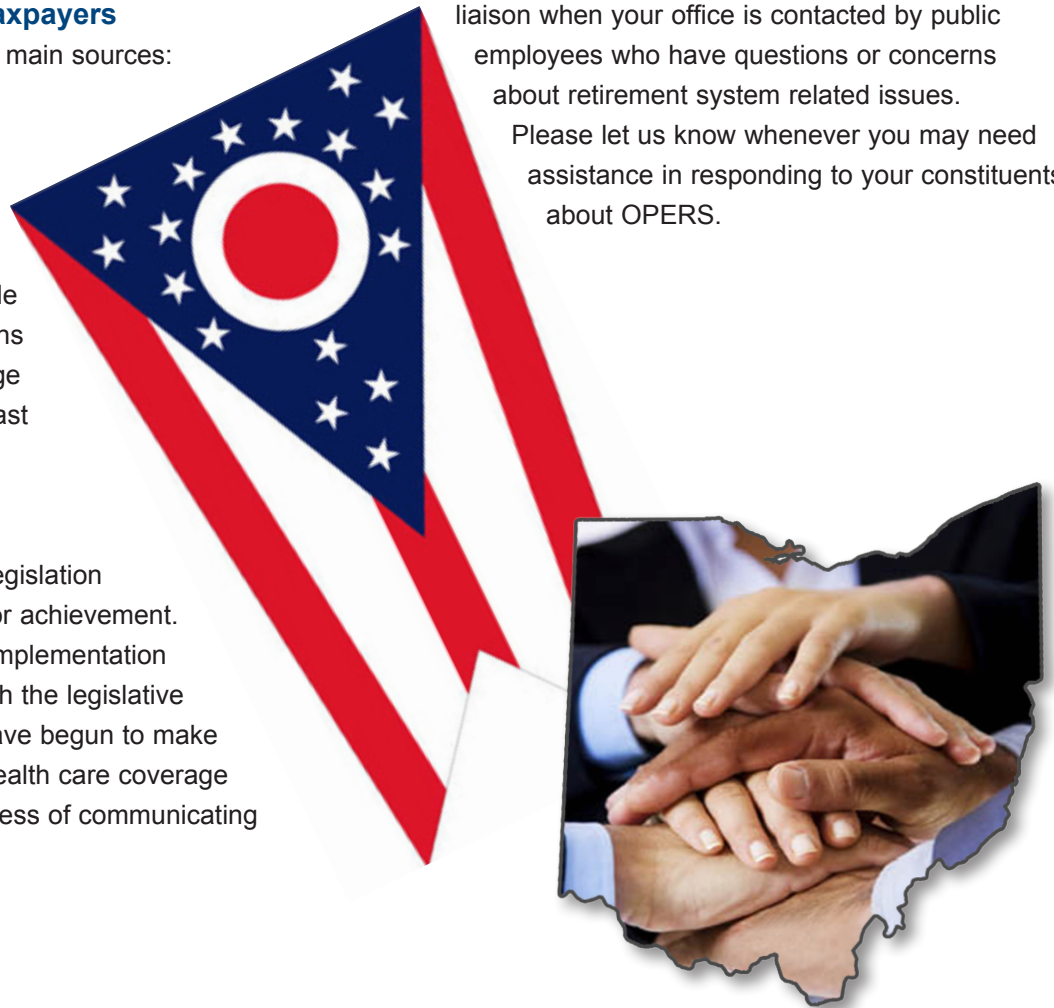 axpayers
main sources:
le
ns
ge
ast
egislation
or achievement.
mplementation
h the legislative
ave begun to make
ealth care coverage
ess of communicating
liaison when your office is contacted by public
employees who have questions or concerns
about retirement system related issues.
Please let us know whenever you may need
assistance in responding to your constituents
about OPERS.